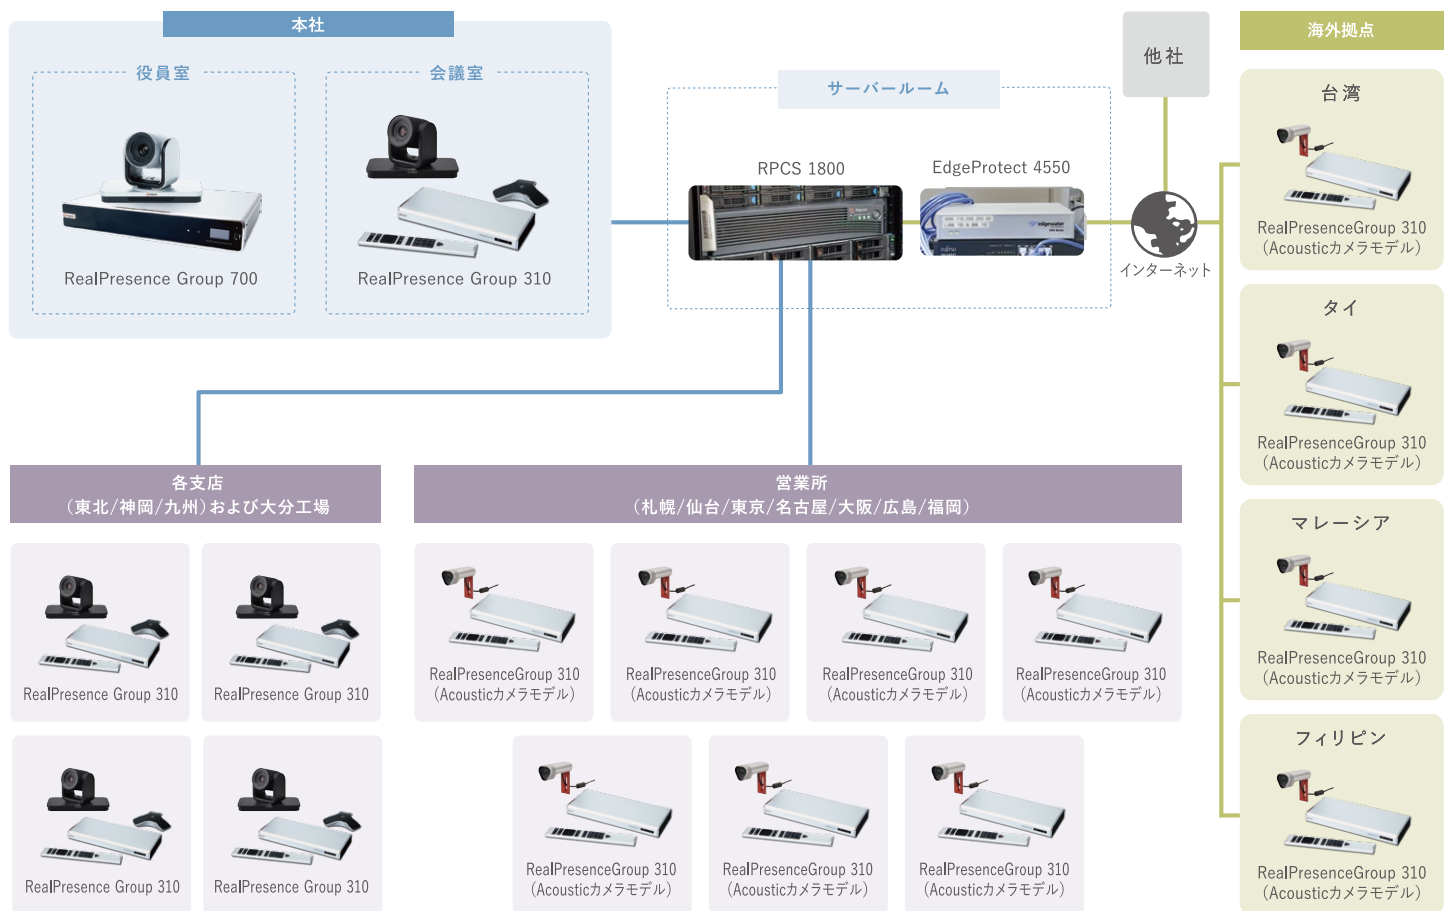 本社
役員室
RealPresence Group 700
会議室
RealPresence Group 310
サーバールーム
RPCS 1800
EdgeProtect 4550
edgewater
他社
インターネット
海外拠点
台湾
RealPresenceGroup 310
(Acousticカメラモデル)
タイ
RealPresenceGroup 310
(Acousticカメラモデル)
マレーシア
RealPresenceGroup 310
(Acousticカメラモデル)
フィリピン
RealPresenceGroup 310
(Acousticカメラモデル)
各支店
(東北/神岡/九州)および大分工場
RealPresence Group 310
RealPresence Group 310
RealPresence Group 310
RealPresence Group 310
営業所
(札幌/仙台/東京/名古屋/大阪/広島/福岡)
RealPresenceGroup 310
(Acousticカメラモデル)
RealPresenceGroup 310
(Acousticカメラモデル)
RealPresenceGroup 310
(Acousticカメラモデル)
RealPresenceGroup 310
(Acousticカメラモデル)
RealPresenceGroup 310
(Acousticカメラモデル)
RealPresenceGroup 310
(Acousticカメラモデル)
RealPresenceGroup 310
(Acousticカメラモデル)